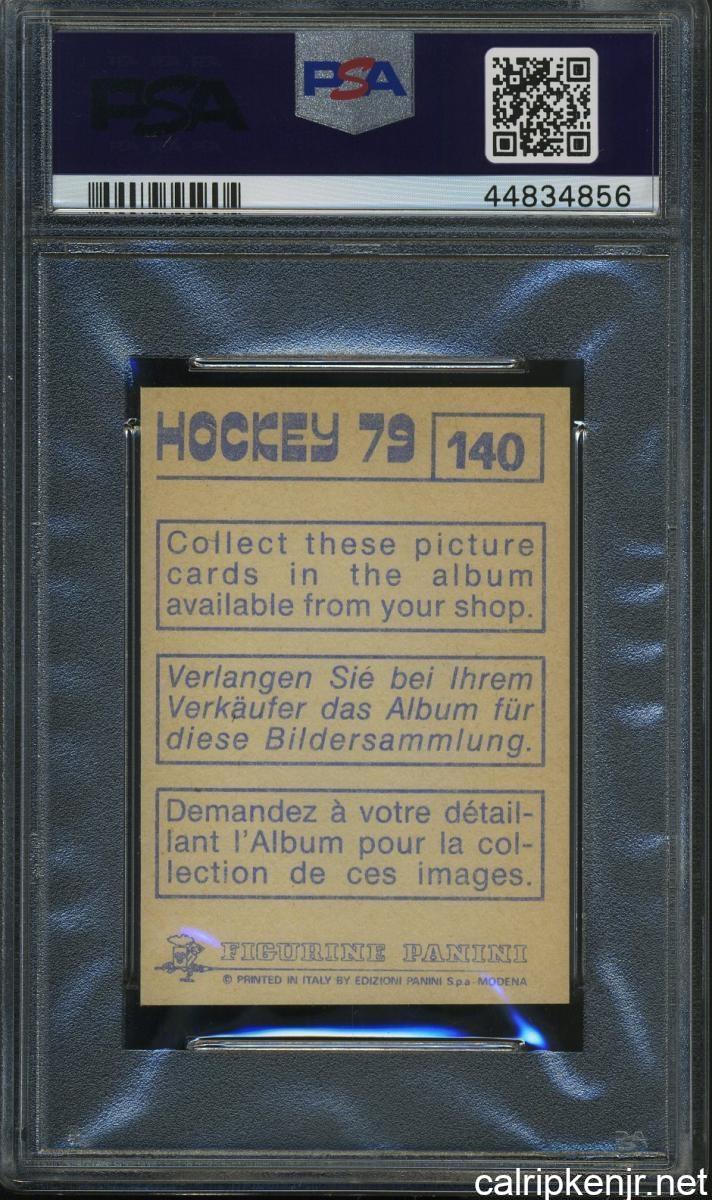 PSA
PSA
44834856
HOCKEY 79
140
Collect these picture
cards in the album
available from your shop.
Verlangen Sié bei Ihrem
Verkäufer das Album für
diese Bildersammlung.
Demandez à votre détail-
lant l'Album pour la col-
lection de ces images.
FIGURINE PANINI
© PRINTED IN ITALY BY EDIZIONI PANINI S.p.a - MODENA
calripkenjr.net